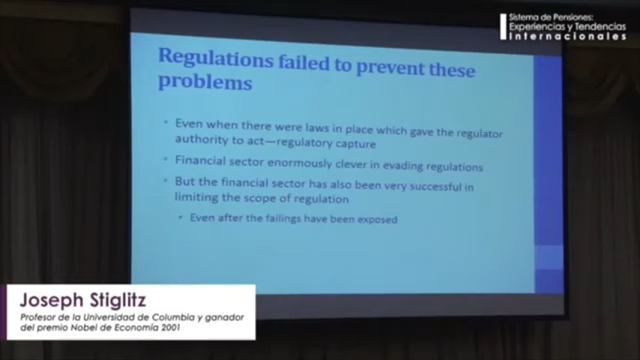 Sistema de Pensiones:
Experiencias y Tendencias
Internacionales
Regulations failed to prevent these
problems
Even when there were laws in place which gave the regulator
authority to act—regulatory capture
Financial sector enormously clever in evading regulations
But the financial sector has also been very successful in
limiting the scope of regulation
Even after the failings have been exposed
Joseph Stiglitz
Profesor de la Universidad de Columbia y ganador
del premio Nobel de Economía 2001